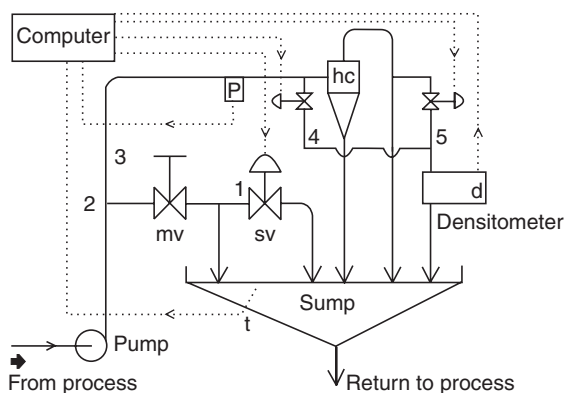 Computer
P
hc
4
5
3
2
1
mv
sv
d
Densitometer
Sump
t
Pump
From process
Return to process